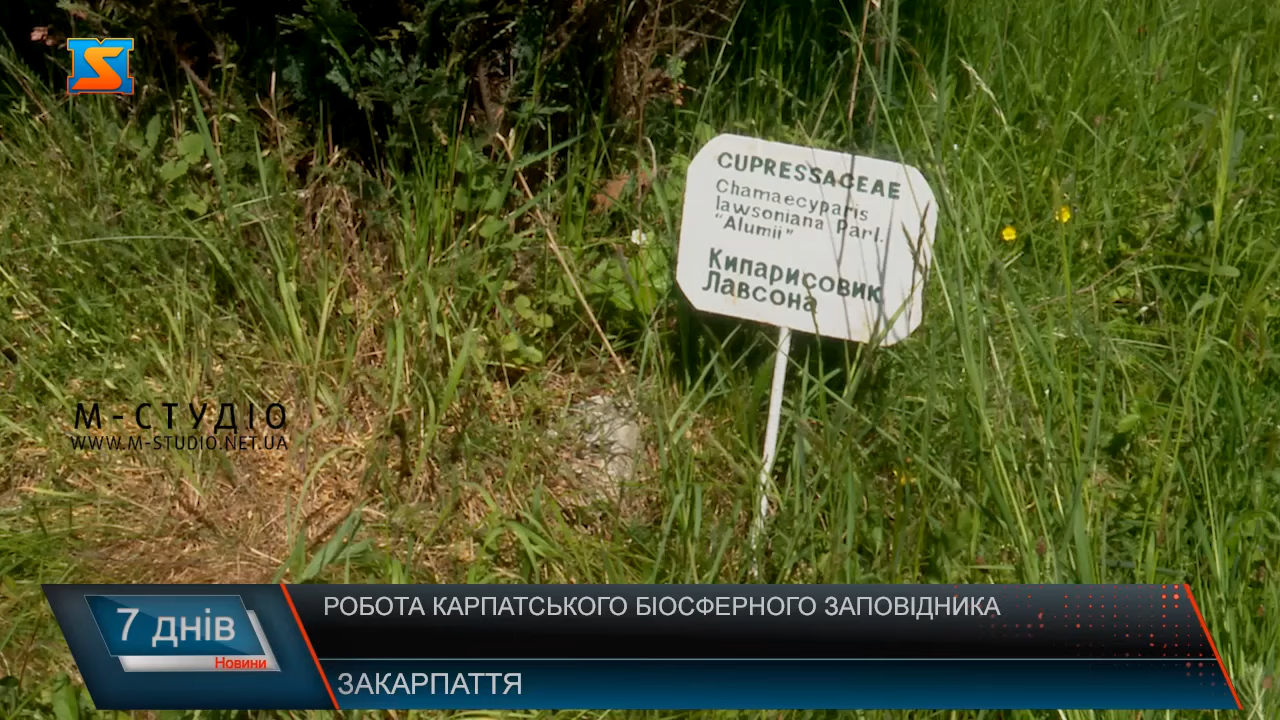 CUPRESSACEAE
Chamaecyparis
lawsoniana Parl.
"Alumii"
Кипарисовик
Лавсона
М-СТУДІО
WWW.M-STUDIO.NET.UA
7 днів
Новини
РОБОТА КАРПАТСЬКОГО БІОСФЕРНОГО ЗАПОВІДНИКА
ЗАКАРПАТТЯ